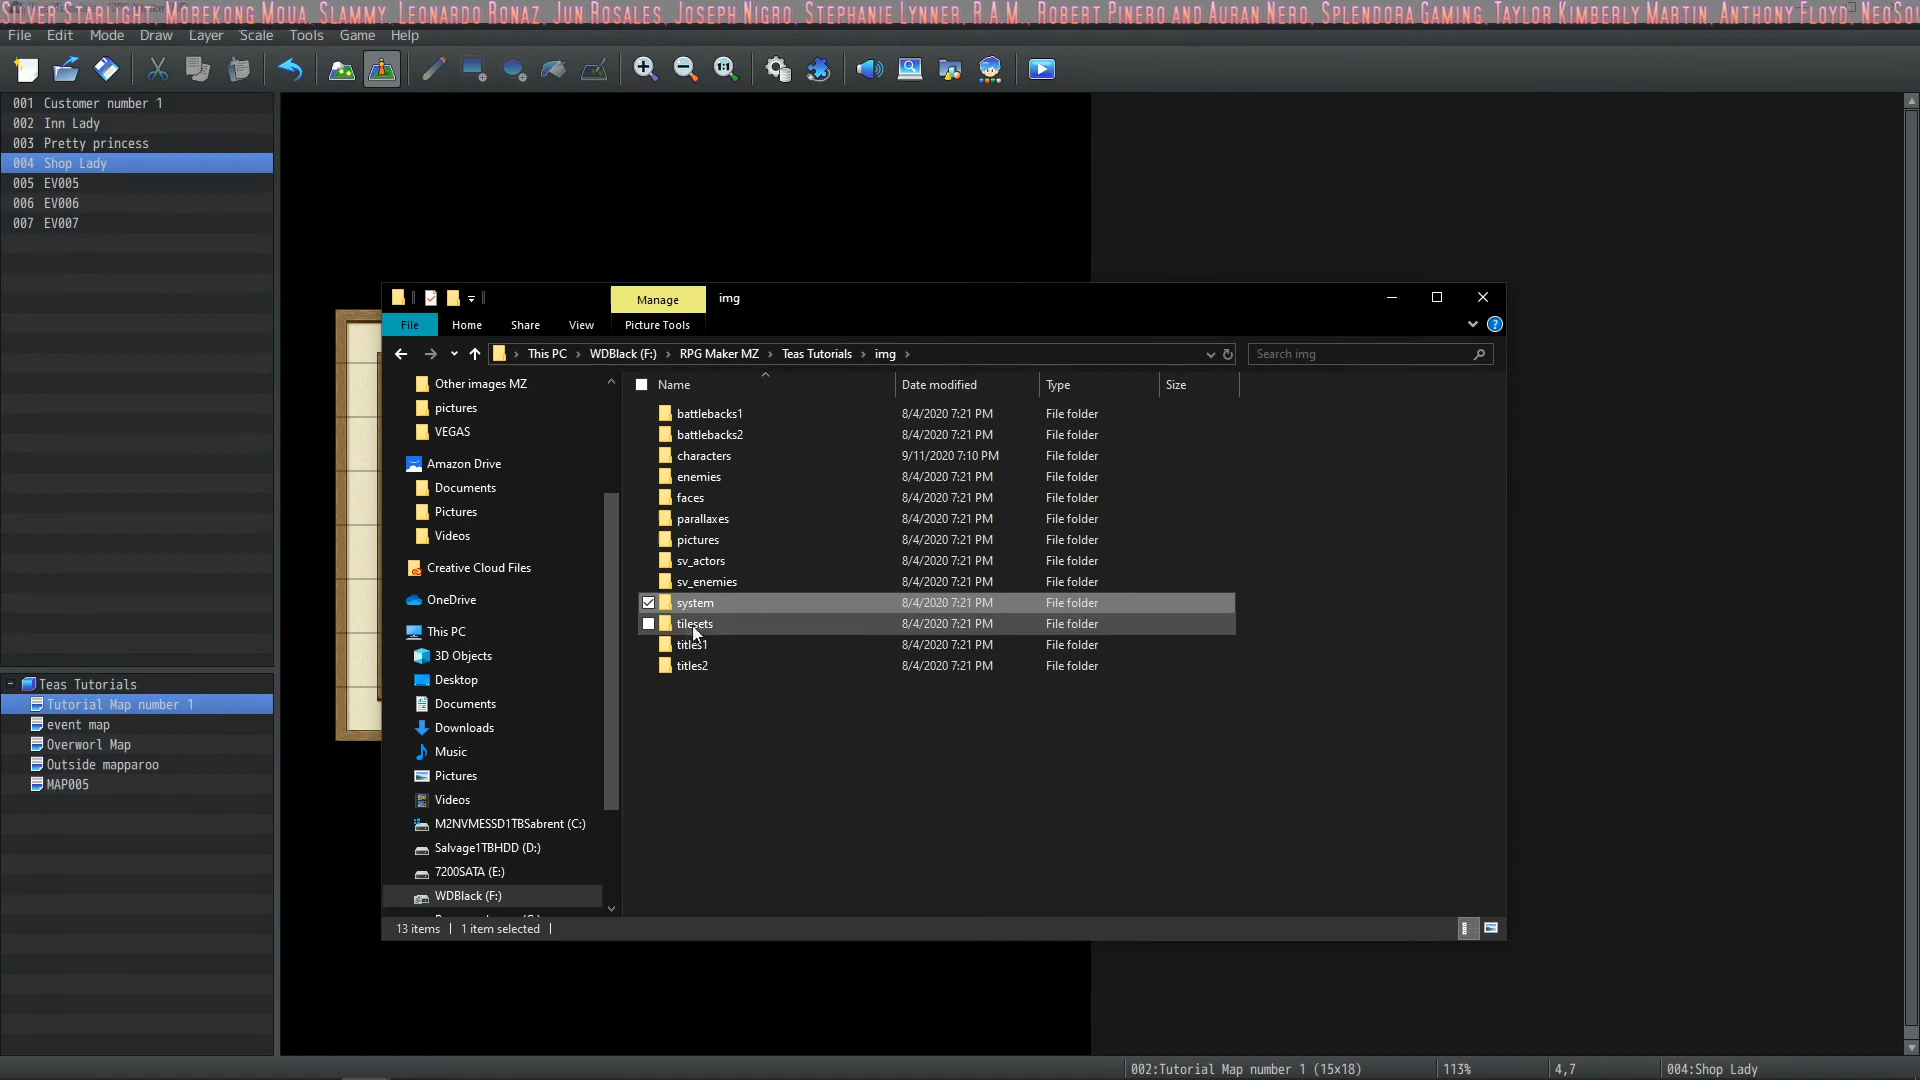 SILVER STARLIGHT, MOREKONG MOUA, SLAMMY, LEONARDO BONAZ, JUN ROSALES, JOSEPH NIGRO, STEPHANIE LYNNER, R.A.M., ROBERT PINERO AND AURAN NERO, SPLENDORA GAMING, TAYLOR KIMBERLY MARTIN, ANTHONY FLOYD,
File Edit Mode Draw Layer Scale Tools Game Help
1:1
001 Customer number 1
002 Inn Lady
003 Pretty princess
004 Shop Lady
005 EV005
006 EV006
007 EV007
Manage img
File Home Share View Picture Tools
This PC > WDBlack (F:) > RPG Maker MZ > Teas Tutorials > img > Search img
Other images MZ
pictures
VEGAS
Amazon Drive
Documents
Pictures
Videos
Creative Cloud Files
OneDrive
This PC
3D Objects
Desktop
Documents
Downloads
Music
Pictures
Videos
M2NVMESSD1TBSabrent (C:)
Salvage1TBHDD (D:)
7200SATA (E:)
WDBlack (F:)
Name Date modified Type Size
battlebacks1 8/4/2020 7:21 PM File folder
battlebacks2 8/4/2020 7:21 PM File folder
characters 9/11/2020 7:10 PM File folder
enemies 8/4/2020 7:21 PM File folder
faces 8/4/2020 7:21 PM File folder
parallaxes 8/4/2020 7:21 PM File folder
pictures 8/4/2020 7:21 PM File folder
sv_actors 8/4/2020 7:21 PM File folder
sv_enemies 8/4/2020 7:21 PM File folder
system 8/4/2020 7:21 PM File folder
tilesets 8/4/2020 7:21 PM File folder
titles1 8/4/2020 7:21 PM File folder
titles2 8/4/2020 7:21 PM File folder
13 items 1 item selected
Teas Tutorials
Tutorial Map number 1
event map
Overworl Map
Outside mapparoo
MAP005
002:Tutorial Map number 1 (15x18) 113% 4,7 004:Shop Lady